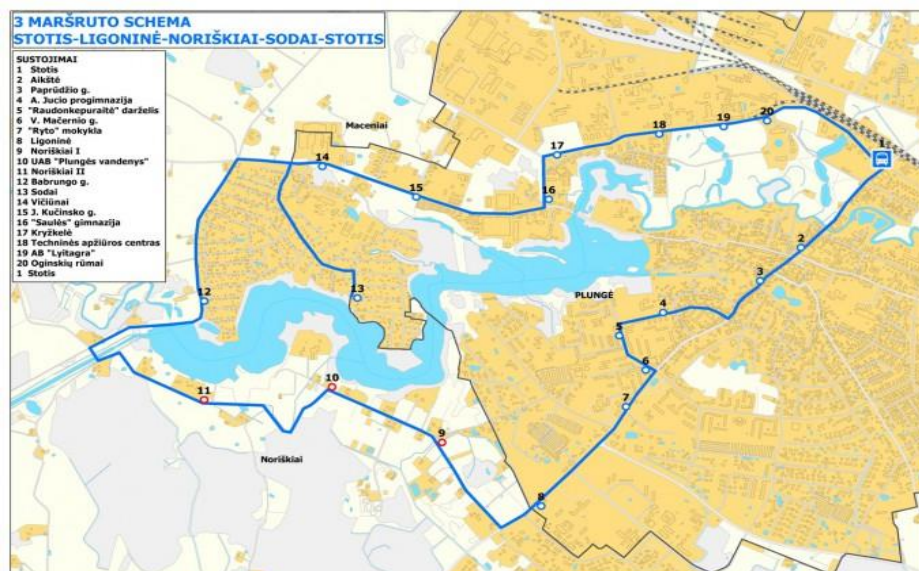 3 MARŠRUTO SCHEMA
STOTIS-LIGONINĖ-NORIŠKIAI-SODAI-STOTIS
SUSTOJIMAI
1 Stotis
2 Aikštė
3 Paprūdžio g.
4 A. Jucio progimnazija
5 "Raudonkepuraitė" darželis
6 V. Mačernio g.
7 "Ryto" mokykla
8 Ligoninė
9 Noriškiai I
10 UAB "Plungės vandenys"
11 Noriškiai II
12 Babrungo g.
13 Sodai
14 Vičiūnai
15 J. Kučinsko g.
16 "Saulės" gimnazija
17 Kryžkelė
18 Techninės apžiūros centras
19 AB "Lyitagra"
20 Oginskių rūmai
1 Stotis
Maceniai
20
19
18
17
1
14
15
16
2
3
13
PLUNGĖ
12
4
5
6
10
11
7
9
Noriškiai
8